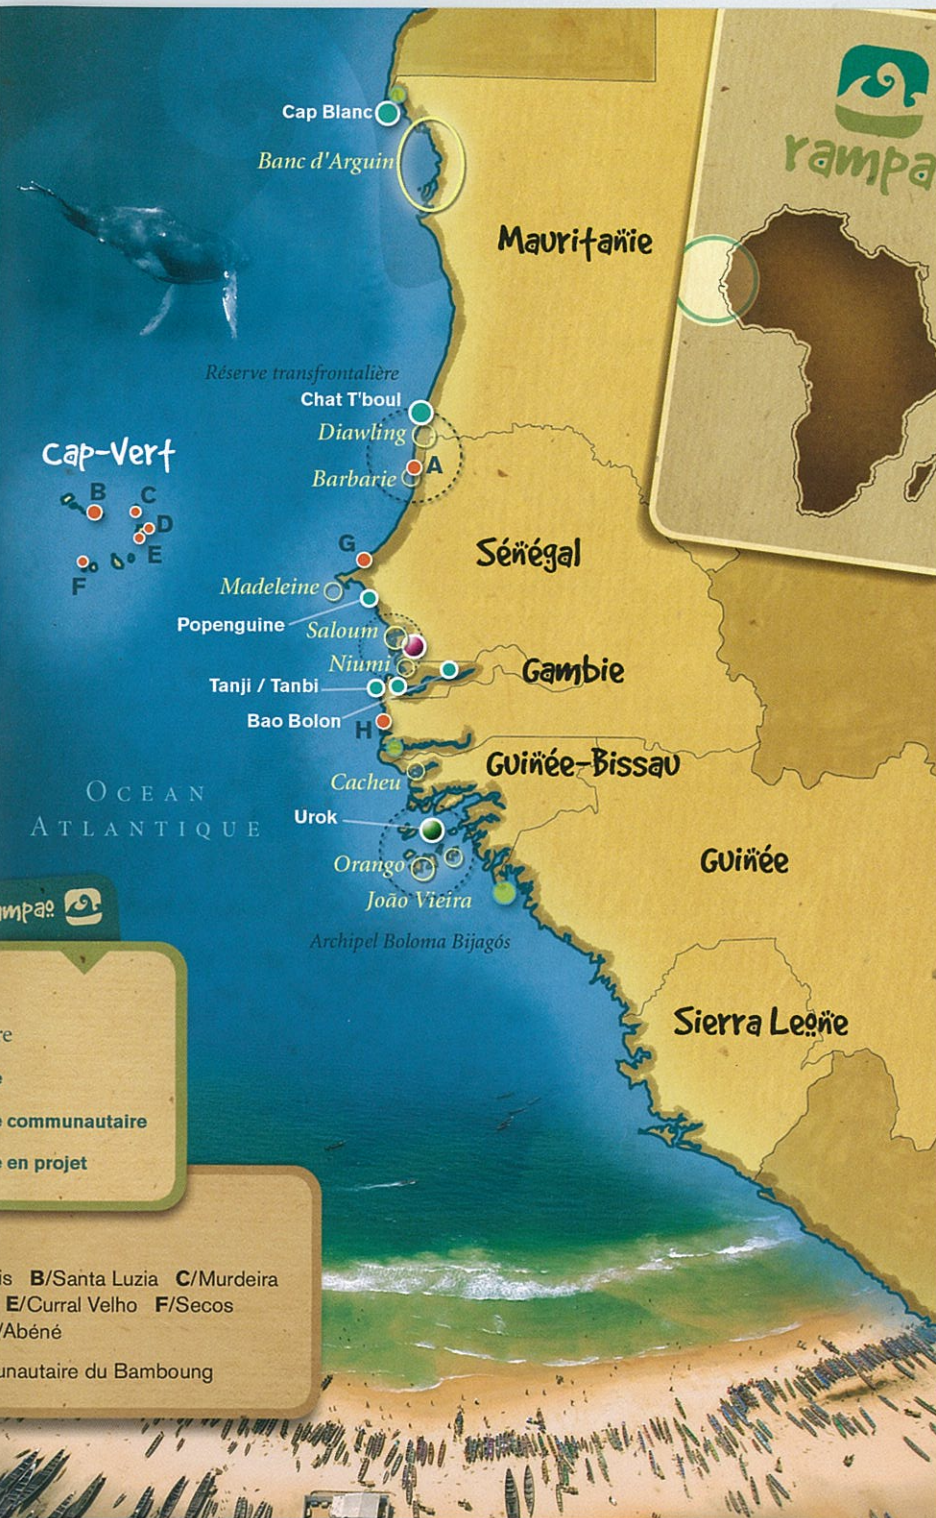 rampa
Cap Blanc
Banc d'Arguin
Mauritanie
Réserve transfrontalière
Chat T'boul
Diawling
A
Barbarie
Cap-Vert
B
C
D
E
F
G
Sénégal
Madeleine
Popenguine
Saloum
Niumi
Gambie
Tanji / Tanbi
Bao Bolon
H
Guinée-Bissau
Cacheu
OCEAN
ATLANTIQUE
Urok
Guinée
Orango
João Vieira
Archipel Boloma Bijagós
mpao
Sierra Leone
re
e
e communautaire
e en projet
is B/Santa Luzia C/Murdeira
E/Curral Velho F/Secos
/Abéné
unautaire du Bamboung